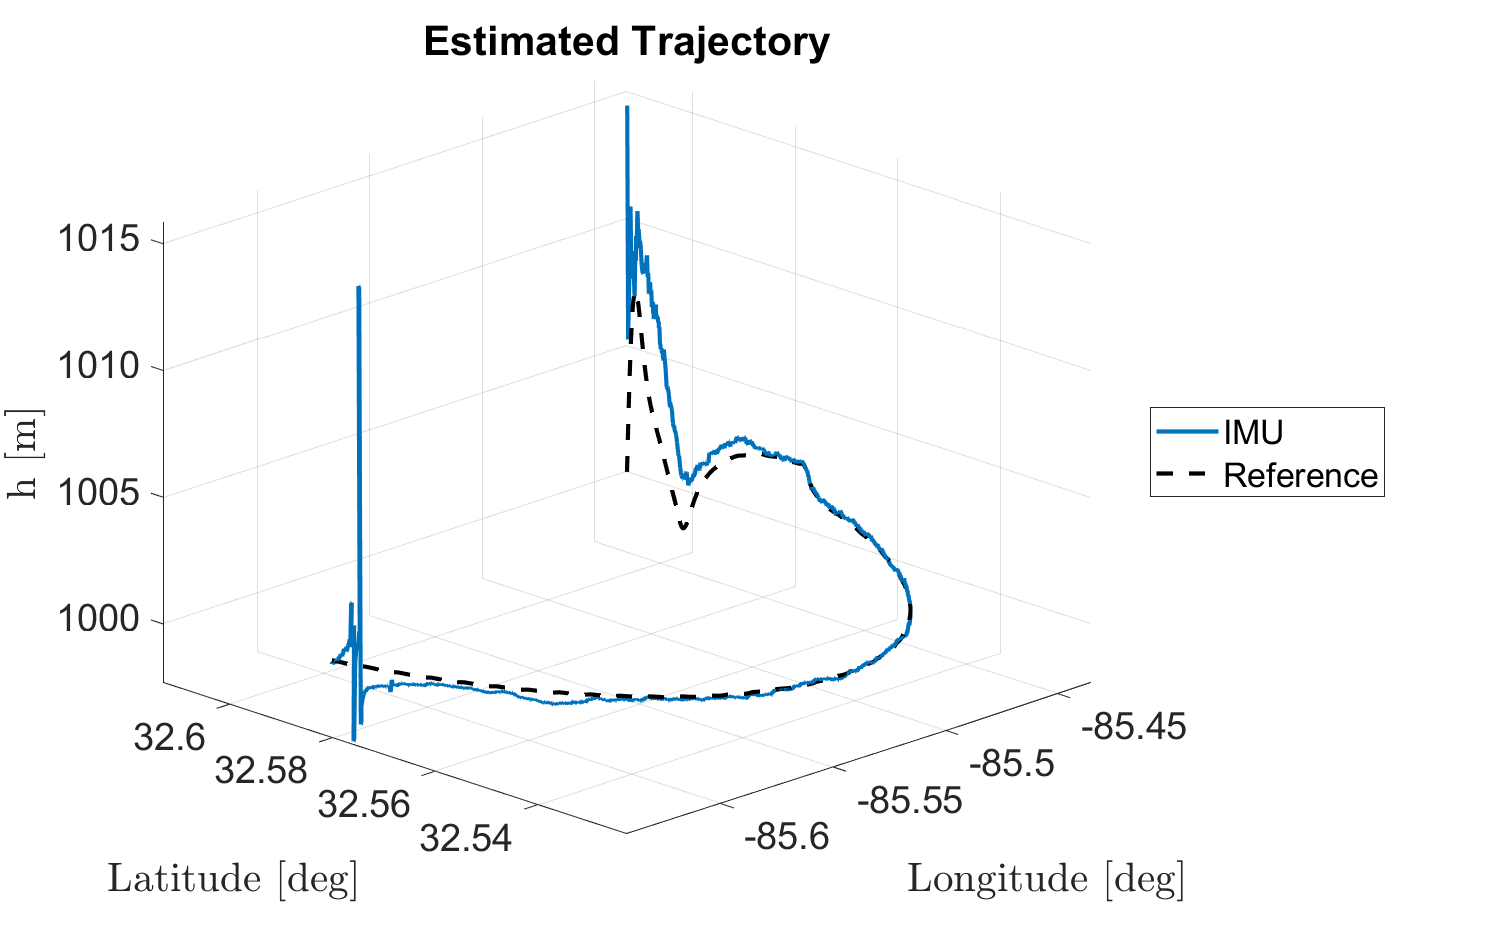 Estimated Trajectory
1015
1010
1005
1000
h [m]
32.6
32.58
32.56
32.54
Latitude [deg]
-85.6
-85.55
-85.5
-85.45
Longitude [deg]
IMU
Reference